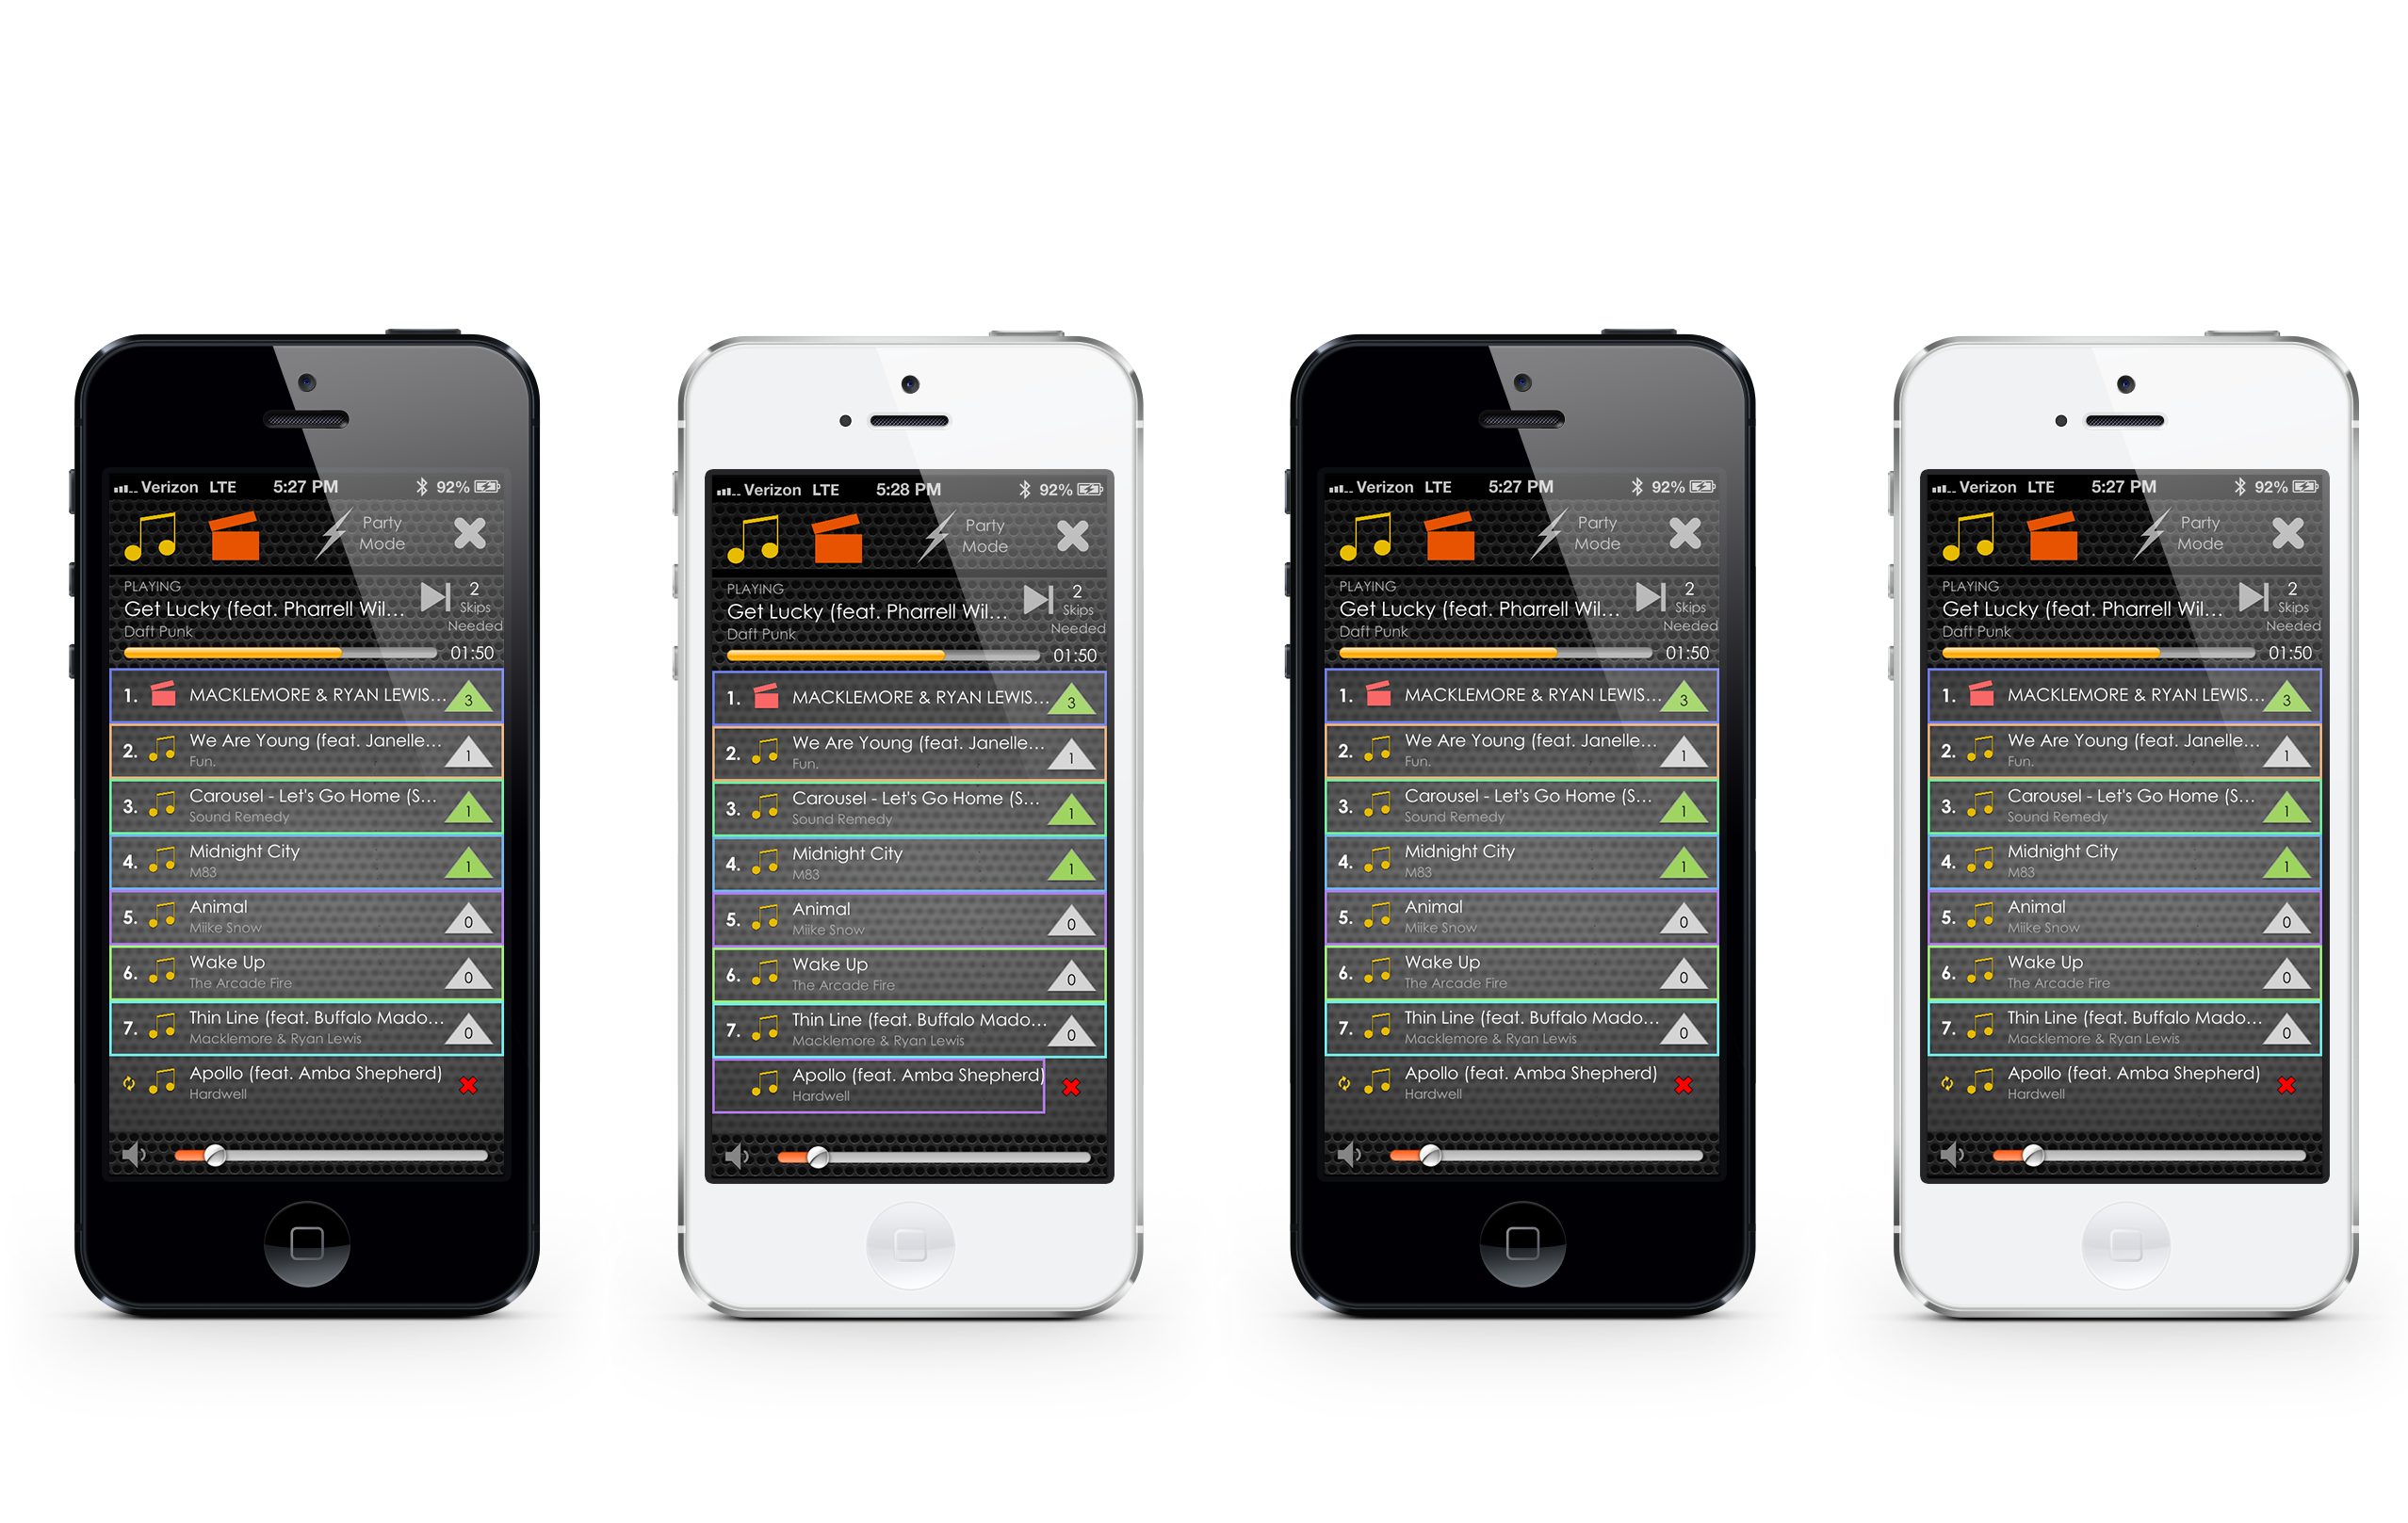 Verizon LTE 5:27 PM 92%
Party
Mode
PLAYING
Get Lucky (feat. Pharrell Wil...
Daft Punk
2
Skips
Needed
01:50
1. MACKLEMORE & RYAN LEWIS... 3
2. We Are Young (feat. Janelle... 1
Fun.
3. Carousel - Let's Go Home (S... 1
Sound Remedy
4. Midnight City 1
M83
5. Animal 0
Miike Snow
6. Wake Up 0
The Arcade Fire
7. Thin Line (feat. Buffalo Mado... 0
Macklemore & Ryan Lewis
Apollo (feat. Amba Shepherd)
Hardwell
Verizon LTE 5:28 PM 92%
Party
Mode
PLAYING
Get Lucky (feat. Pharrell Wil...
Daft Punk
2
Skips
Needed
01:50
1. MACKLEMORE & RYAN LEWIS... 3
2. We Are Young (feat. Janelle... 1
Fun.
3. Carousel - Let's Go Home (S... 1
Sound Remedy
4. Midnight City 1
M83
5. Animal 0
Miike Snow
6. Wake Up 0
The Arcade Fire
7. Thin Line (feat. Buffalo Mado... 0
Macklemore & Ryan Lewis
Apollo (feat. Amba Shepherd)
Hardwell
Verizon LTE 5:27 PM 92%
Party
Mode
PLAYING
Get Lucky (feat. Pharrell Wil...
Daft Punk
2
Skips
Needed
01:50
1. MACKLEMORE & RYAN LEWIS... 3
2. We Are Young (feat. Janelle... 1
Fun.
3. Carousel - Let's Go Home (S... 1
Sound Remedy
4. Midnight City 1
M83
5. Animal 0
Miike Snow
6. Wake Up 0
The Arcade Fire
7. Thin Line (feat. Buffalo Mado... 0
Macklemore & Ryan Lewis
Apollo (feat. Amba Shepherd)
Hardwell
Verizon LTE 5:27 PM 92%
Party
Mode
PLAYING
Get Lucky (feat. Pharrell Wil...
Daft Punk
2
Skips
Needed
01:50
1. MACKLEMORE & RYAN LEWIS... 3
2. We Are Young (feat. Janelle... 1
Fun.
3. Carousel - Let's Go Home (S... 1
Sound Remedy
4. Midnight City 1
M83
5. Animal 0
Miike Snow
6. Wake Up 0
The Arcade Fire
7. Thin Line (feat. Buffalo Mado... 0
Macklemore & Ryan Lewis
Apollo (feat. Amba Shepherd)
Hardwell